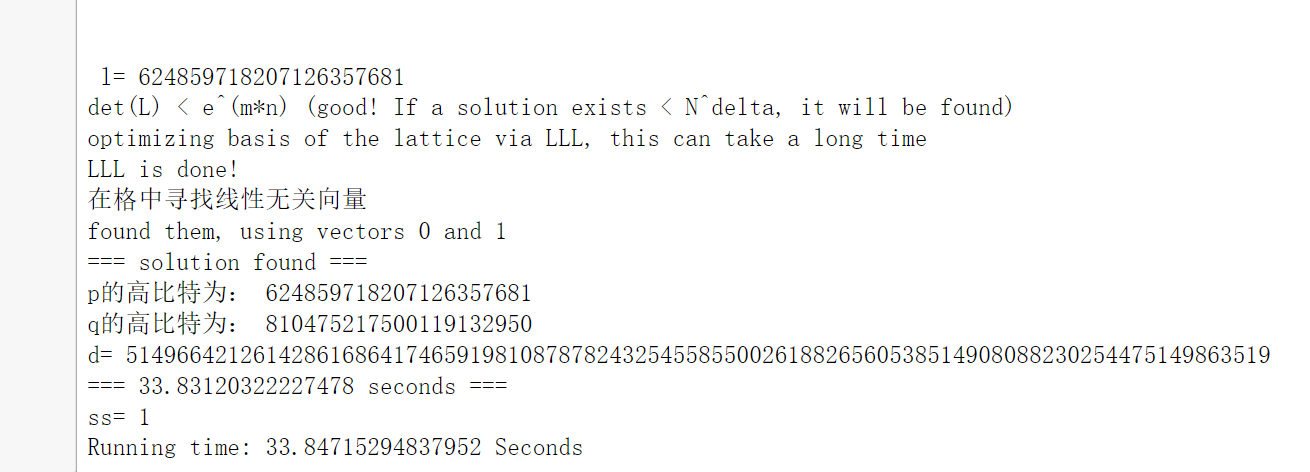 l= 624859718207126357681
det(L) < e^(m*n) (good! If a solution exists < N^delta, it will be found)
optimizing basis of the lattice via LLL, this can take a long time
LLL is done!
在格中寻找线性无关向量
found them, using vectors 0 and 1
=== solution found ===
p的高比特为: 624859718207126357681
q的高比特为: 810475217500119132950
d= 5149664212614286168641746591981087878243254558550026188265605385149080882302544751498​63519
=== 33.83120322227478 seconds ===
ss= 1
Running time: 33.84715294837952 Seconds